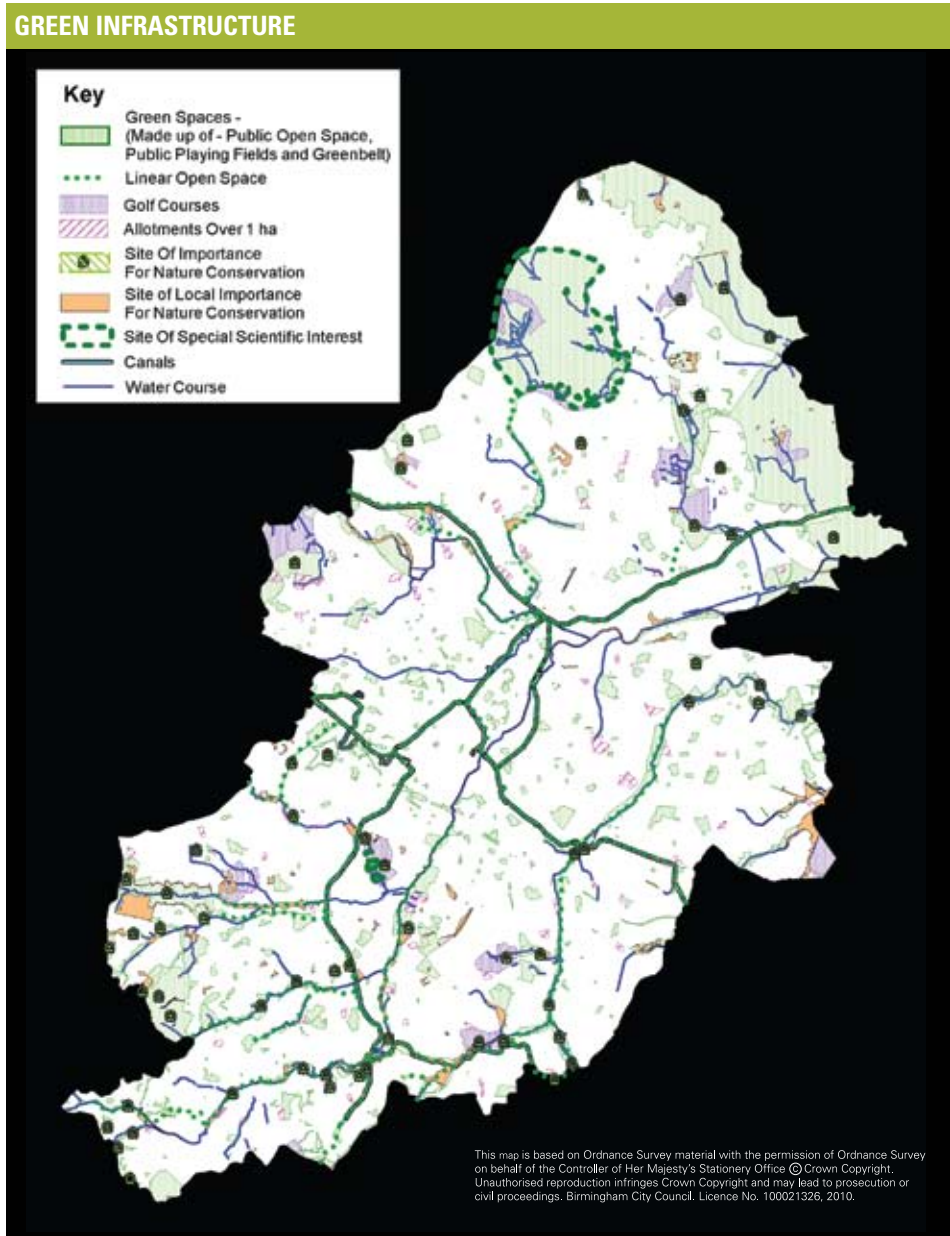 GREEN INFRASTRUCTURE
Key
Green Spaces -
(Made up of - Public Open Space,
Public Playing Fields and Greenbelt)
Linear Open Space
Golf Courses
Allotments Over 1 ha
Site Of Importance
For Nature Conservation
Site of Local Importance
For Nature Conservation
Site Of Special Scientific Interest
Canals
Water Course
This map is based on Ordnance Survey material with the permission of Ordnance Survey
on behalf of the Controller of Her Majesty's Stationery Office © Crown Copyright.
Unauthorised reproduction infringes Crown Copyright and may lead to prosecution or
civil proceedings. Birmingham City Council. Licence No. 100021326, 2010.